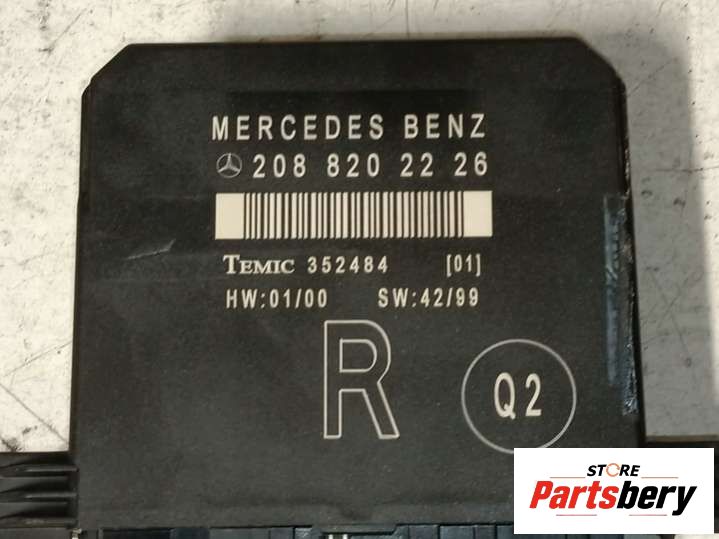 MERCEDES BENZ
208 820 22 26
TEMIC 352484 [01]
HW:01/00 SW:42/99
R
Q2
STORE
Partsbery